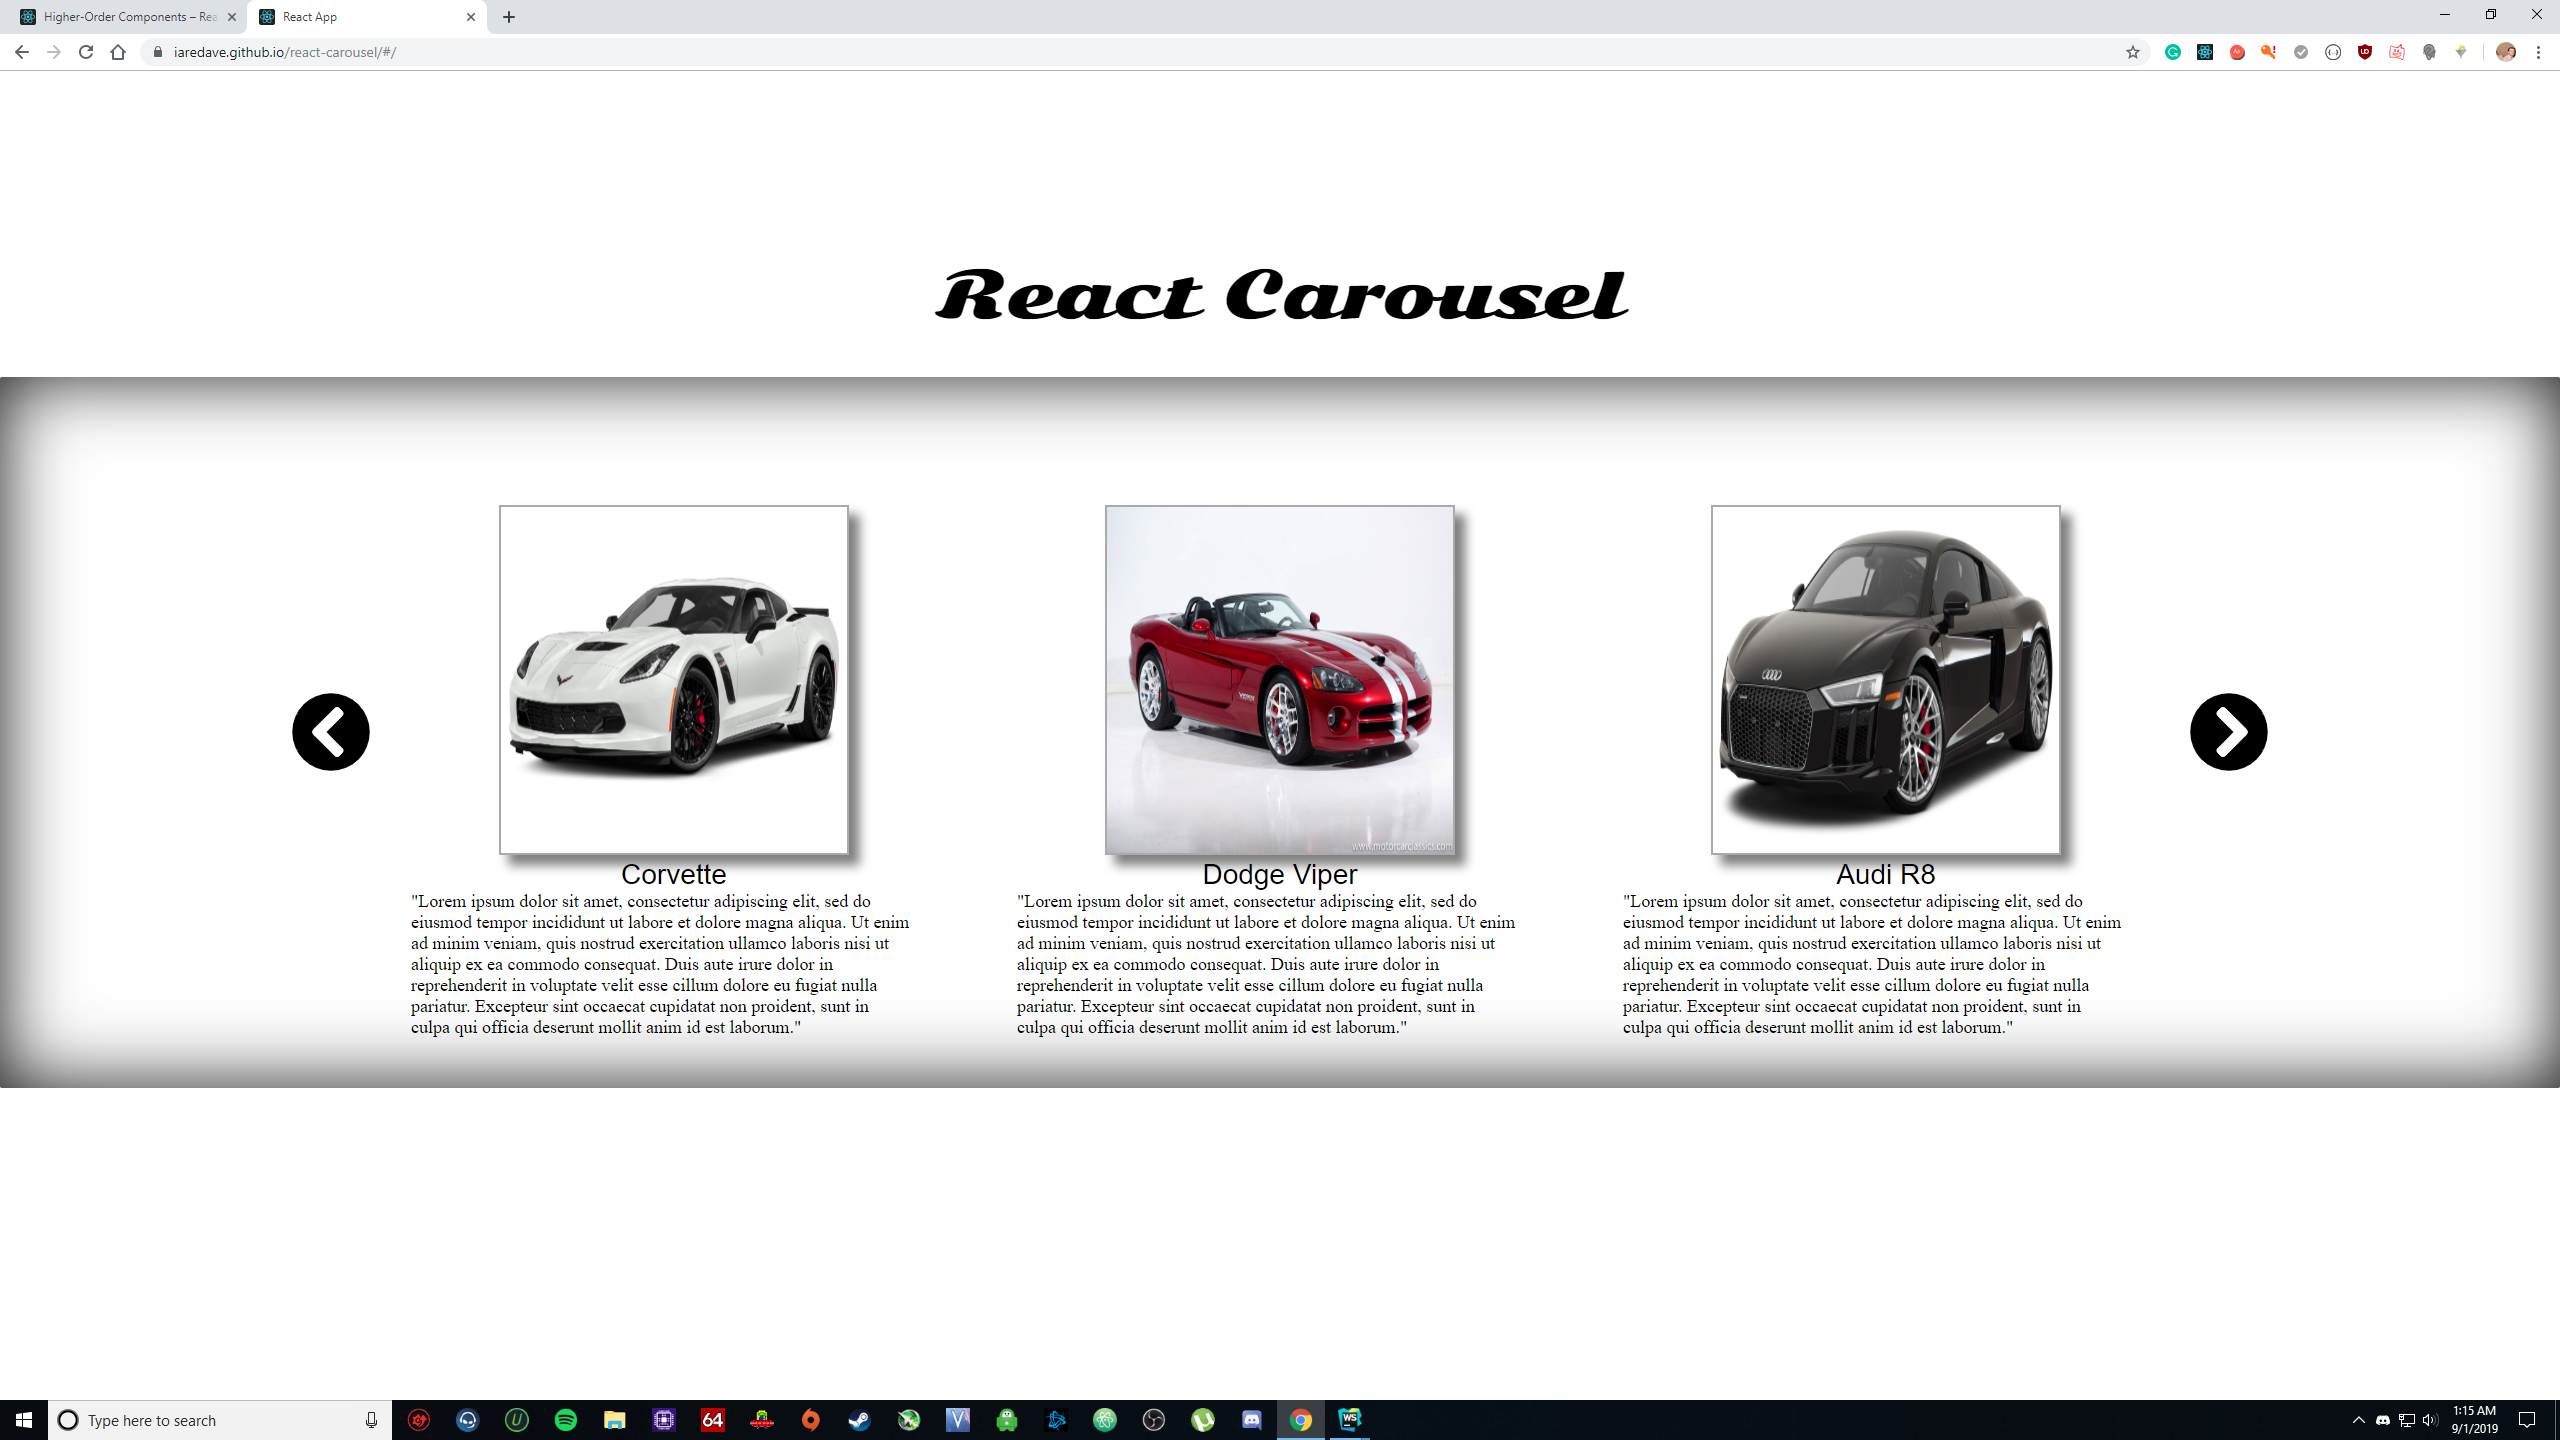 Higher-Order Components – Rea
React App
iaredave.github.io/react-carousel/#/
React Carousel
www.motorcarclassics.com
Corvette
"Lorem ipsum dolor sit amet, consectetur adipiscing elit, sed do
eiusmod tempor incididunt ut labore et dolore magna aliqua. Ut enim
ad minim veniam, quis nostrud exercitation ullamco laboris nisi ut
aliquip ex ea commodo consequat. Duis aute irure dolor in
reprehenderit in voluptate velit esse cillum dolore eu fugiat nulla
pariatur. Excepteur sint occaecat cupidatat non proident, sunt in
culpa qui officia deserunt mollit anim id est laborum."
Dodge Viper
"Lorem ipsum dolor sit amet, consectetur adipiscing elit, sed do
eiusmod tempor incididunt ut labore et dolore magna aliqua. Ut enim
ad minim veniam, quis nostrud exercitation ullamco laboris nisi ut
aliquip ex ea commodo consequat. Duis aute irure dolor in
reprehenderit in voluptate velit esse cillum dolore eu fugiat nulla
pariatur. Excepteur sint occaecat cupidatat non proident, sunt in
culpa qui officia deserunt mollit anim id est laborum."
Audi R8
"Lorem ipsum dolor sit amet, consectetur adipiscing elit, sed do
eiusmod tempor incididunt ut labore et dolore magna aliqua. Ut enim
ad minim veniam, quis nostrud exercitation ullamco laboris nisi ut
aliquip ex ea commodo consequat. Duis aute irure dolor in
reprehenderit in voluptate velit esse cillum dolore eu fugiat nulla
pariatur. Excepteur sint occaecat cupidatat non proident, sunt in
culpa qui officia deserunt mollit anim id est laborum."
Type here to search
64
WS
1:15 AM
9/1/2019